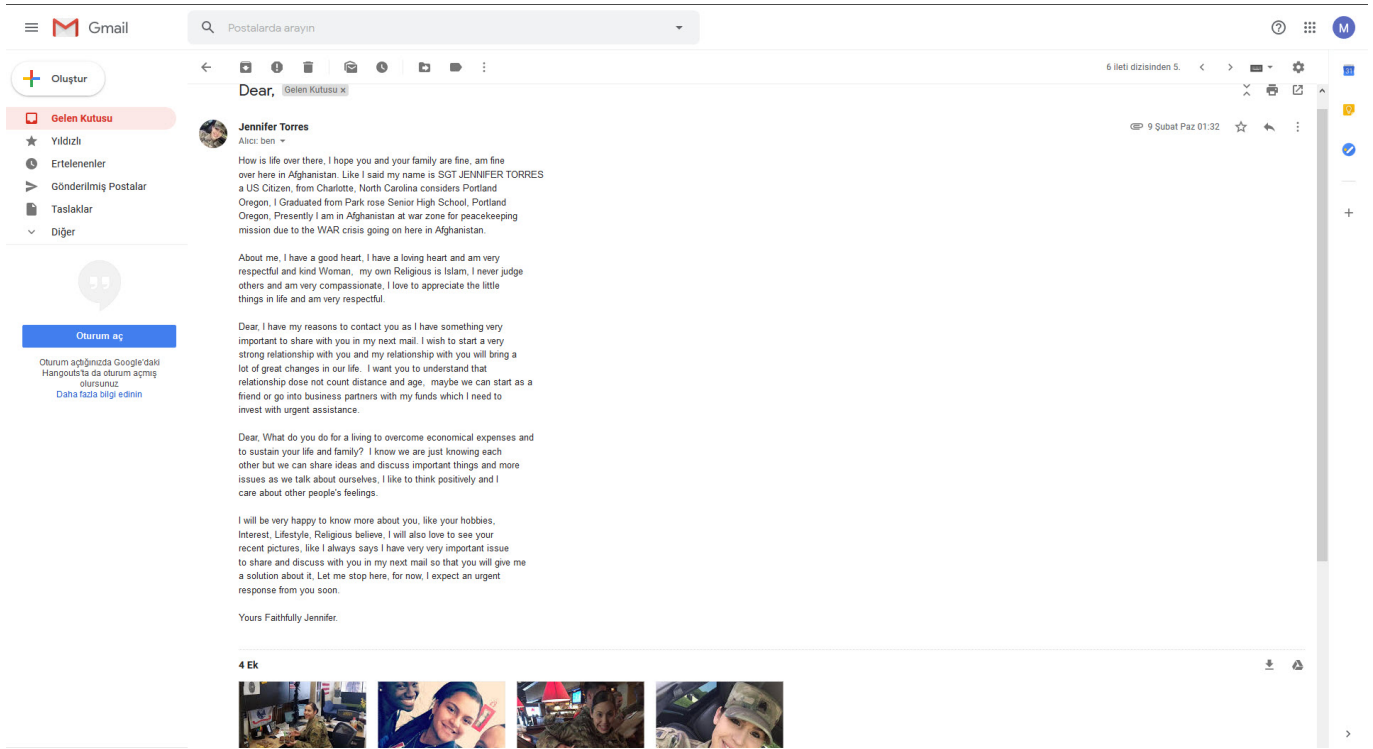 Gmail
Postalarda arayın
M
Oluştur
6 ileti dizisinden 5.
31
Dear,
Gelen Kutusu x
Gelen Kutusu
Yıldızlı
Ertelenenler
Gönderilmiş Postalar
Taslaklar
Diğer
Oturum aç
Oturum açtığınızda Google'daki
Hangouts'ta da oturum açmış
olursunuz
Daha fazla bilgi edinin
Jennifer Torres
9 Şubat Paz 01:32
Alıcı: ben
How is life over there, I hope you and your family are fine, am fine
over here in Afghanistan. Like I said my name is SGT JENNIFER TORRES
a US Citizen, from Charlotte, North Carolina considers Portland
Oregon, I Graduated from Park rose Senior High School, Portland
Oregon, Presently I am in Afghanistan at war zone for peacekeeping
mission due to the WAR crisis going on here in Afghanistan.
About me, I have a good heart, I have a loving heart and am very
respectful and kind Woman, my own Religious is Islam, I never judge
others and am very compassionate, I love to appreciate the little
things in life and am very respectful.
Dear, I have my reasons to contact you as I have something very
important to share with you in my next mail. I wish to start a very
strong relationship with you and my relationship with you will bring a
lot of great changes in our life. I want you to understand that
relationship dose not count distance and age, maybe we can start as a
friend or go into business partners with my funds which I need to
invest with urgent assistance.
Dear, What do you do for a living to overcome economical expenses and
to sustain your life and family? I know we are just knowing each
other but we can share ideas and discuss important things and more
issues as we talk about ourselves, I like to think positively and I
care about other people's feelings.
I will be very happy to know more about you, like your hobbies,
Interest, Lifestyle, Religious believe, I will also love to see your
recent pictures, like I always says I have very very important issue
to share and discuss with you in my next mail so that you will give me
a solution about it, Let me stop here, for now, I expect an urgent
response from you soon.
Yours Faithfully Jennifer.
4 Ek